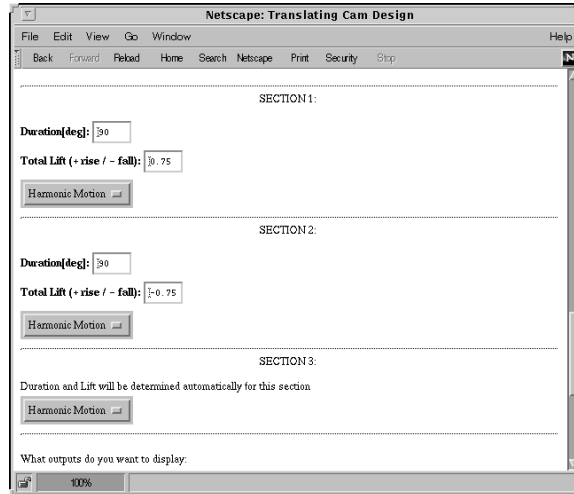 Netscape: Translating Cam Design
File Edit View Go Window Help
Back Forward Reload Home Search Netscape Print Security Stop
N
SECTION 1:
Duration[deg]: 90
Total Lift (+ rise / - fall): 0.75
Harmonic Motion
SECTION 2:
Duration[deg]: 90
Total Lift (+ rise / - fall): -0.75
Harmonic Motion
SECTION 3:
Duration and Lift will be determined automatically for this section
Harmonic Motion
What outputs do you want to display:
100%